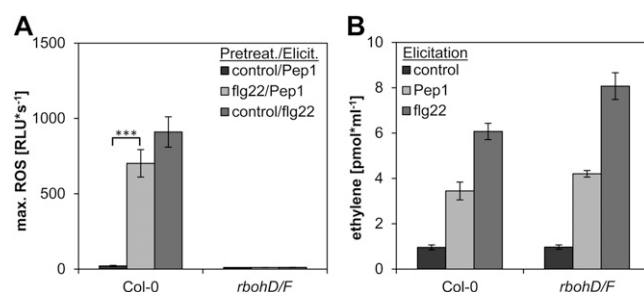 A
max. ROS [RLU*s-1]
1500
1000
500
0
Pretreat./Elicit.
control/Pep1
flg22/Pep1
control/flg22
***
Col-0
rbohD/F
B
ethylene [pmol*ml-1]
10
8
6
4
2
0
Elicitation
control
Pep1
flg22
Col-0
rbohD/F